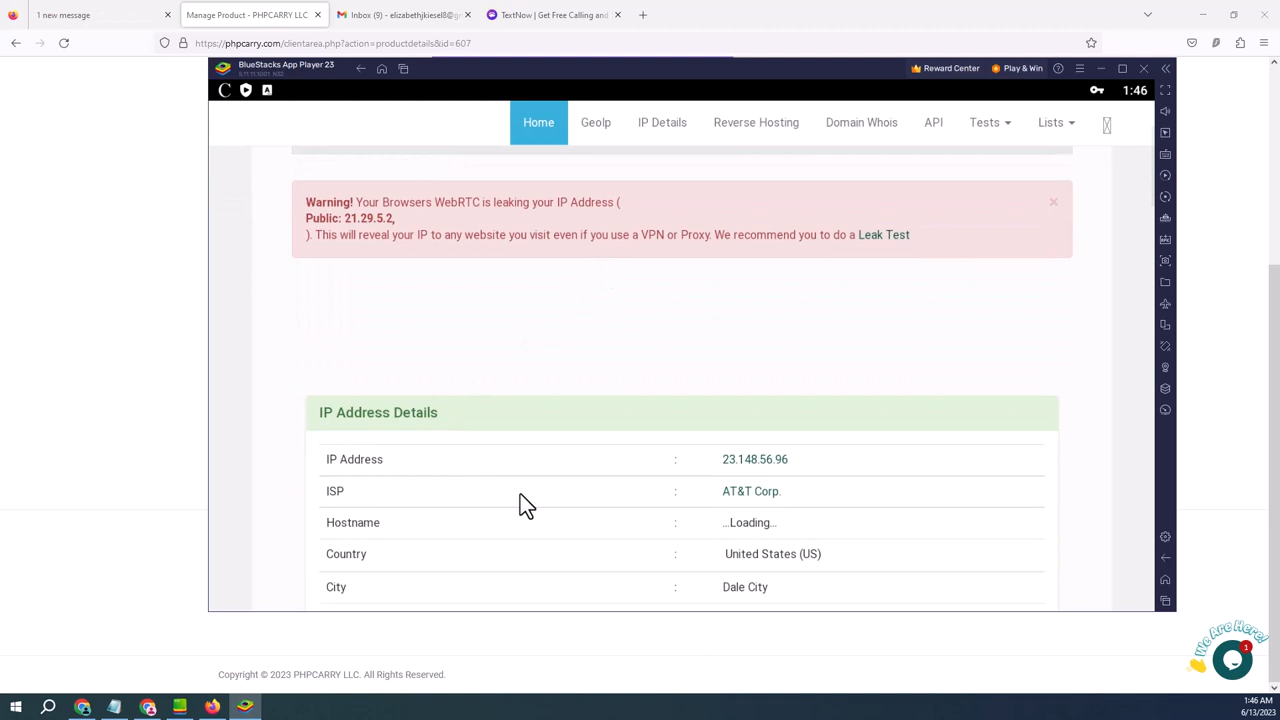 1 new message
Manage Product - PHPCARRY LLC
Inbox (9) - elizabethjkiesel8@g
TextNow | Get Free Calling and
https://phpcarry.com/clientarea.php?action=productdetails&id=607
BlueStacks App Player 23
Reward Center
Play & Win
C
A
1:46
Home
GeoIp
IP Details
Reverse Hosting
Domain Whois
API
Tests
Lists
Warning! Your Browsers WebRTC is leaking your IP Address (
Public: 21.29.5.2,
). This will reveal your IP to any website you visit even if you use a VPN or Proxy. We recommend you to do a Leak Test
IP Address Details
IP Address : 23.148.56.96
ISP : AT&T Corp.
Hostname : ...Loading...
Country : United States (US)
City : Dale City
We Are Here!
1
Copyright © 2023 PHPCARRY LLC. All Rights Reserved.
1:46 AM
6/13/2023